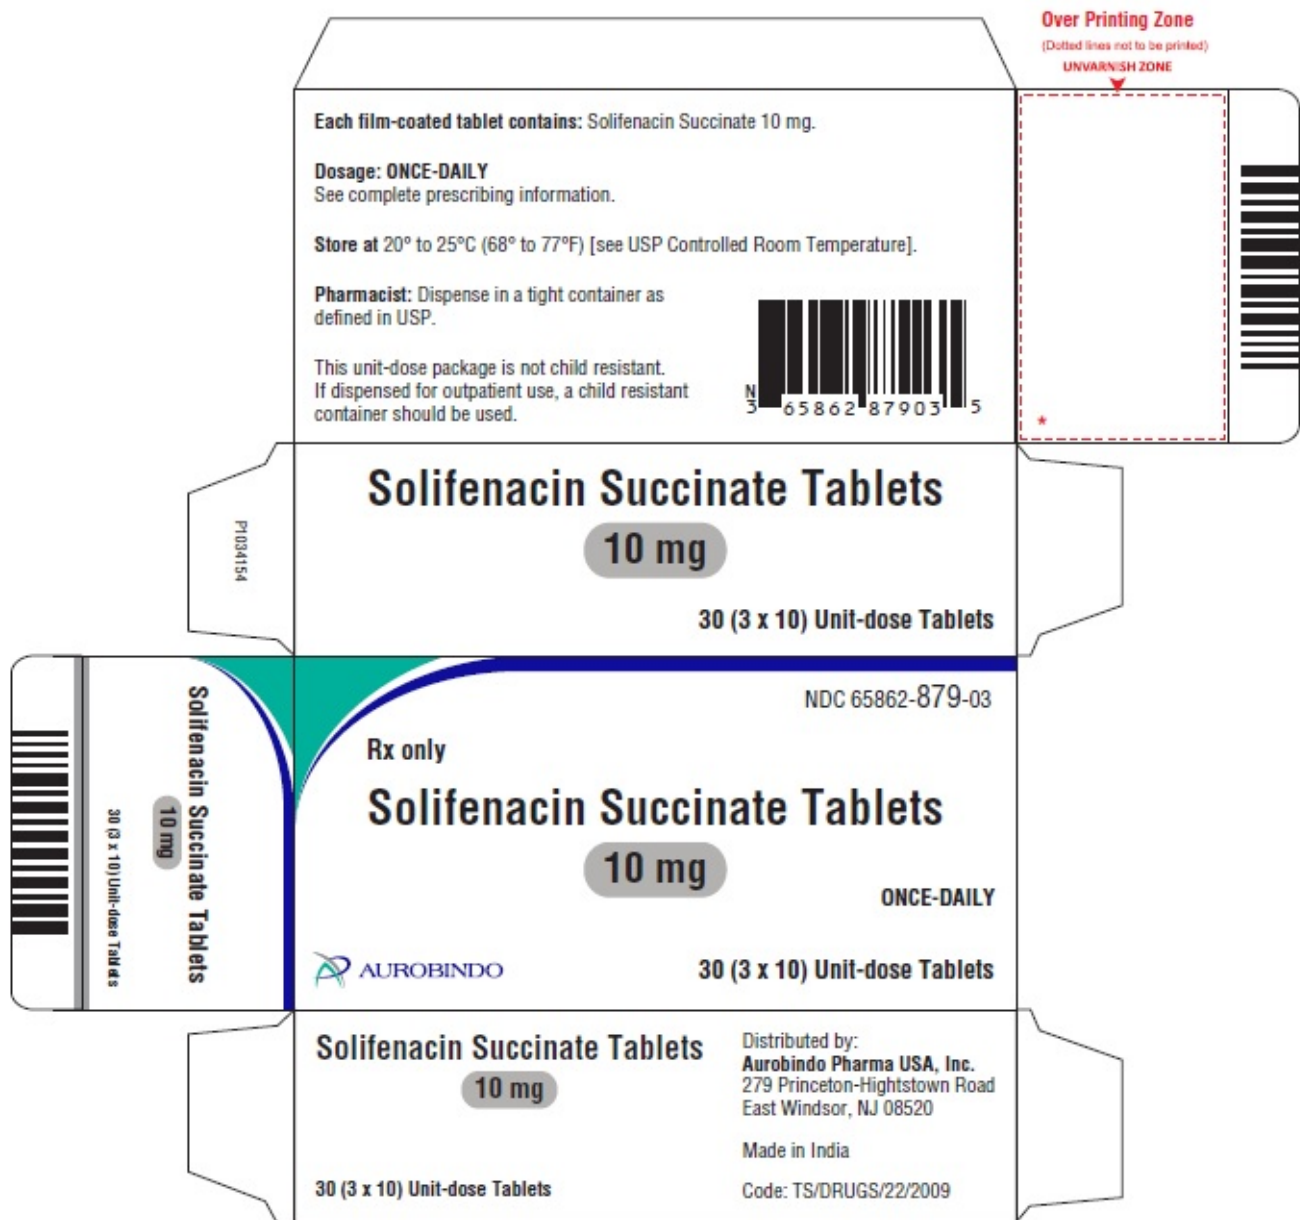 Over Printing Zone
(Dotted lines not to be printed)
UNVARNISH ZONE
Each film-coated tablet contains: Solifenacin Succinate 10 mg.
Dosage: ONCE-DAILY
See complete prescribing information.
Store at 20° to 25°C (68° to 77°F) [see USP Controlled Room Temperature].
Pharmacist: Dispense in a tight container as
defined in USP.
This unit-dose package is not child resistant.
If dispensed for outpatient use, a child resistant
container should be used.
N
3 65862 87903 5
*
Solifenacin Succinate Tablets
10 mg
30 (3 x 10) Unit-dose Tablets
P1034154
Solifenacin Succinate Tablets
10 mg
30 (3 x 10) Unit-dose Tablets
NDC 65862-879-03
Rx only
Solifenacin Succinate Tablets
10 mg
ONCE-DAILY
AUROBINDO
30 (3 x 10) Unit-dose Tablets
Solifenacin Succinate Tablets
10 mg
30 (3 x 10) Unit-dose Tablets
Distributed by:
Aurobindo Pharma USA, Inc.
279 Princeton-Hightstown Road
East Windsor, NJ 08520
Made in India
Code: TS/DRUGS/22/2009